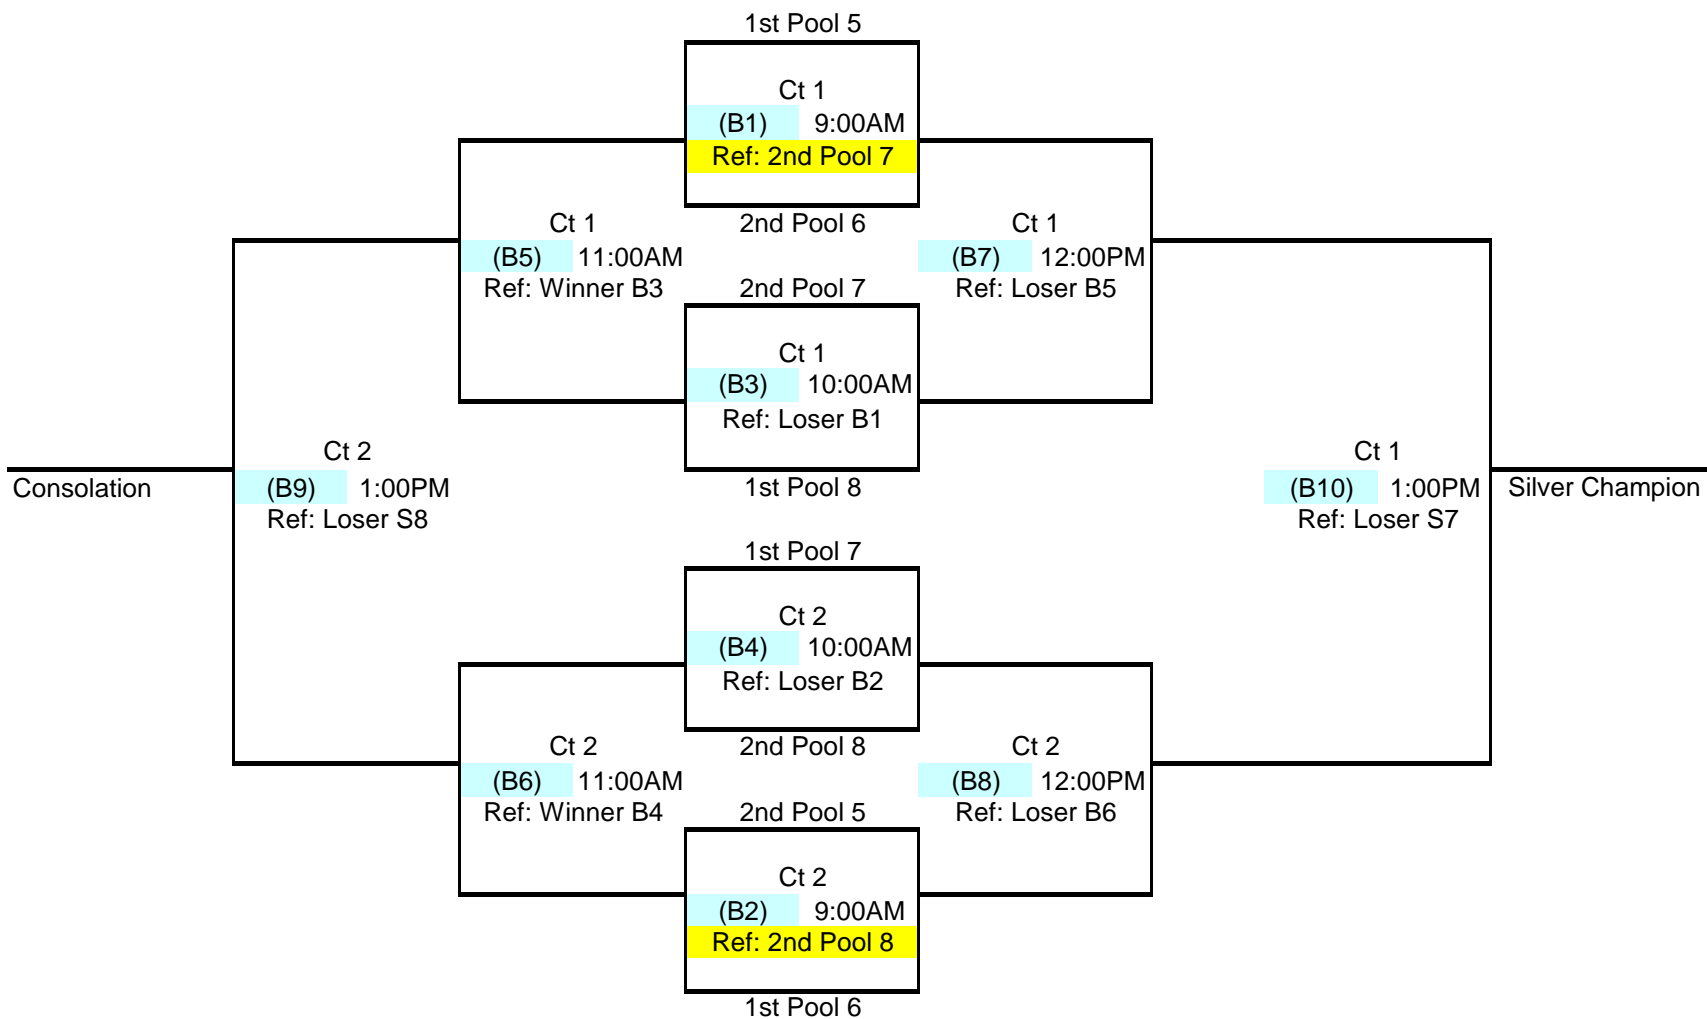 1st Pool 5
Ct 1
(B1) 9:00AM
Ref: 2nd Pool 7
2nd Pool 6
Ct 1
(B5) 11:00AM
Ref: Winner B3
Ct 1
(B7) 12:00PM
Ref: Loser B5
2nd Pool 7
Ct 1
(B3) 10:00AM
Ref: Loser B1
1st Pool 8
Consolation
Ct 2
(B9) 1:00PM
Ref: Loser S8
Ct 1
(B10) 1:00PM
Ref: Loser S7
Silver Champion
1st Pool 7
Ct 2
(B4) 10:00AM
Ref: Loser B2
2nd Pool 8
Ct 2
(B6) 11:00AM
Ref: Winner B4
Ct 2
(B8) 12:00PM
Ref: Loser B6
2nd Pool 5
Ct 2
(B2) 9:00AM
Ref: 2nd Pool 8
1st Pool 6